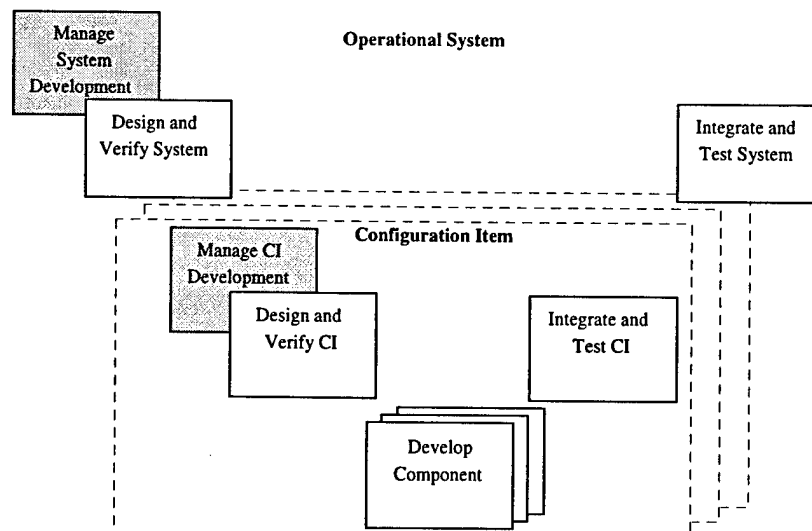 Manage
System
Development
Operational System
Design and
Verify System
Integrate and
Test System
Configuration Item
Manage CI
Development
Design and
Verify CI
Integrate and
Test CI
Develop
Component